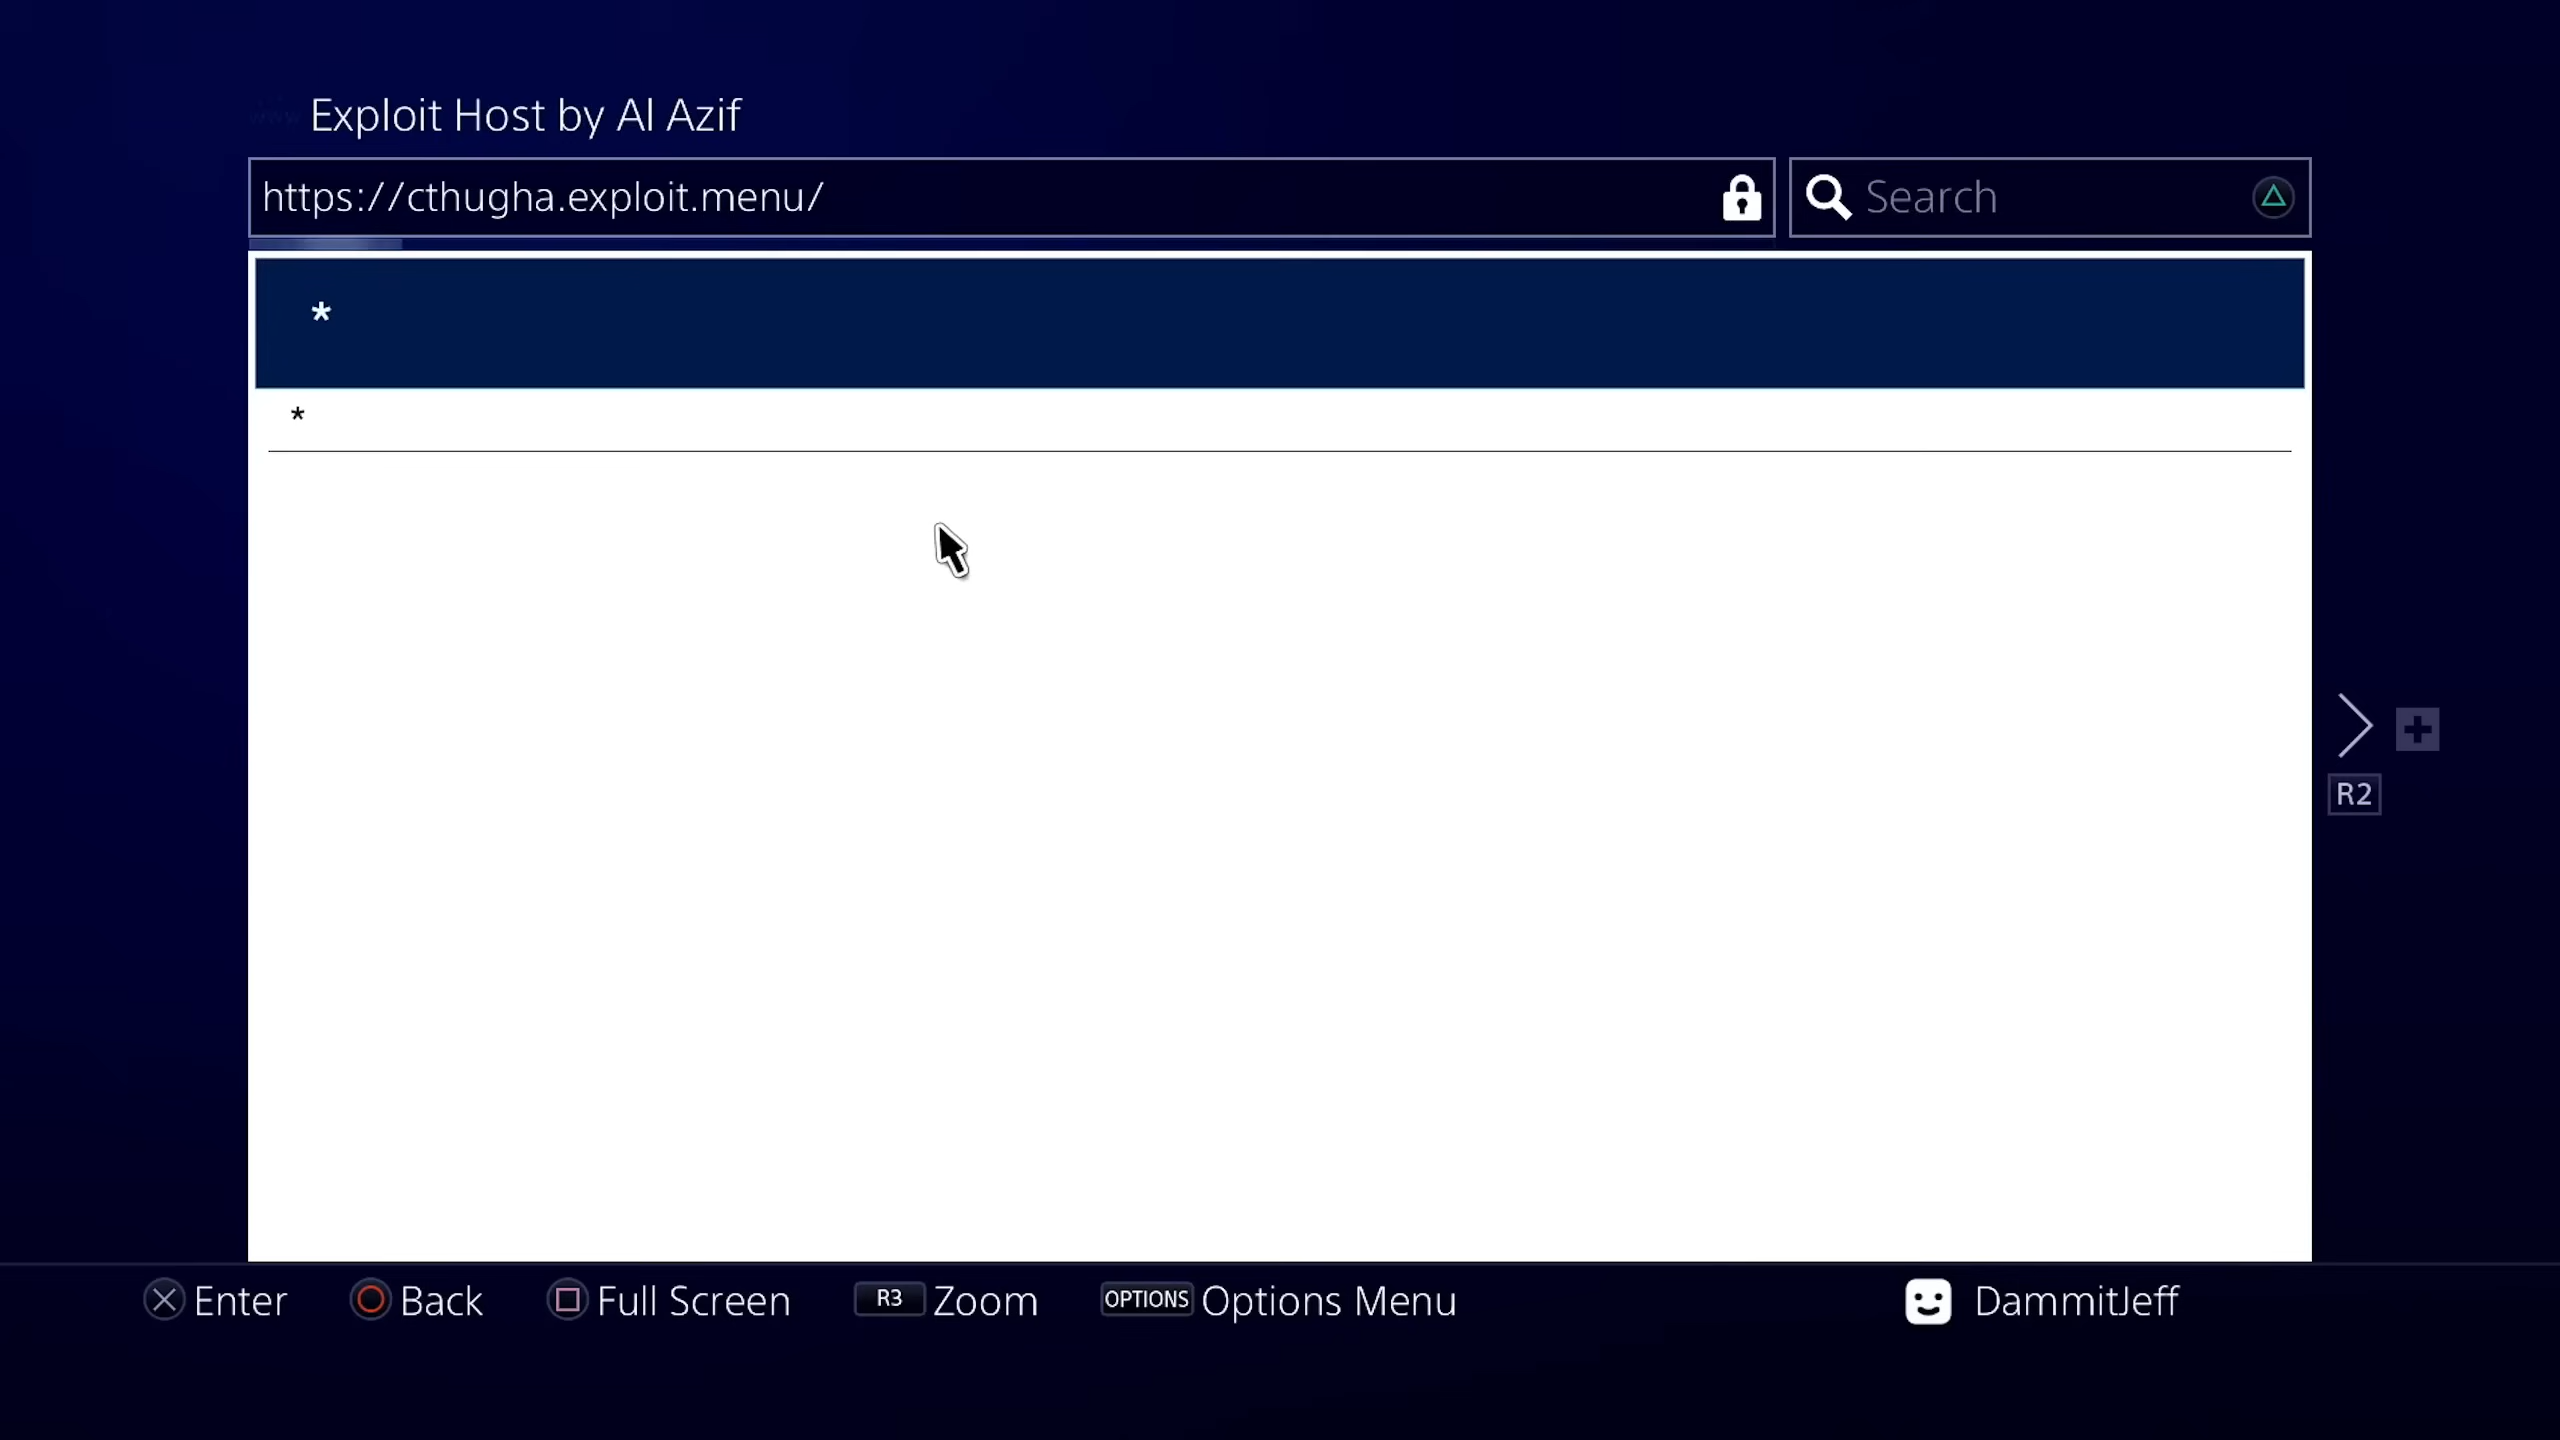 Exploit Host by Al Azif
https://cthugha.exploit.menu/
Search
*
*
R2
Enter Back Full Screen R3 Zoom OPTIONS Options Menu DammitJeff